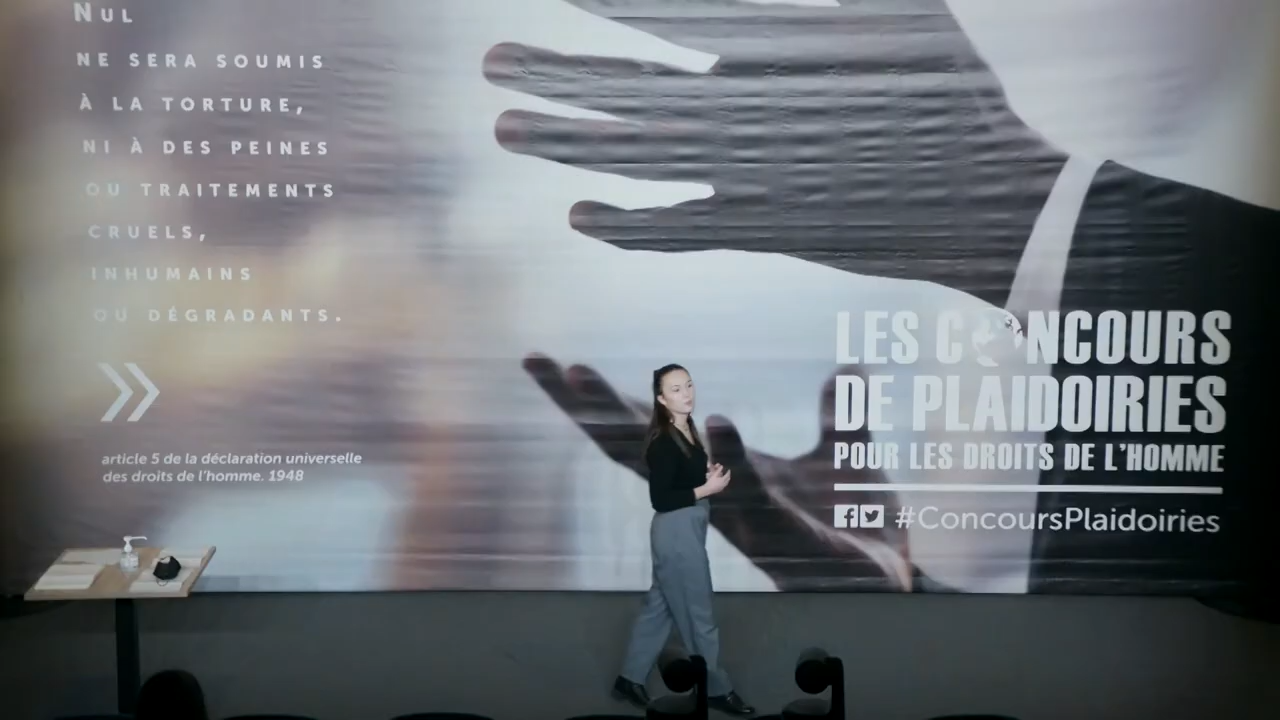 NUL
NE SERA SOUMIS
À LA TORTURE,
NI À DES PEINES
OU TRAITEMENTS
CRUELS,
INHUMAINS
OU DÉGRADANTS.
article 5 de la déclaration universelle
des droits de l'homme. 1948
LES CONCOURS
DE PLAIDOIRIES
POUR LES DROITS DE L'HOMME
#ConcoursPlaidoiries